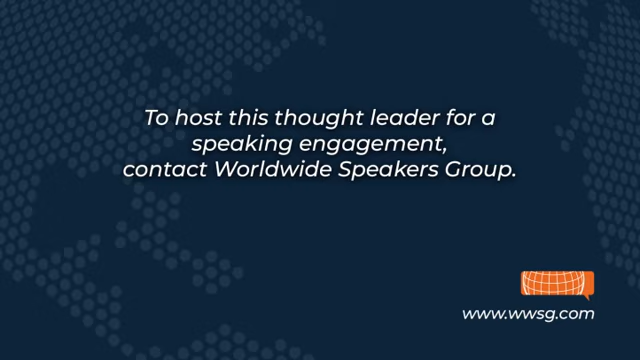 To host this thought leader for a
speaking engagement,
contact Worldwide Speakers Group.
www.wwsg.com